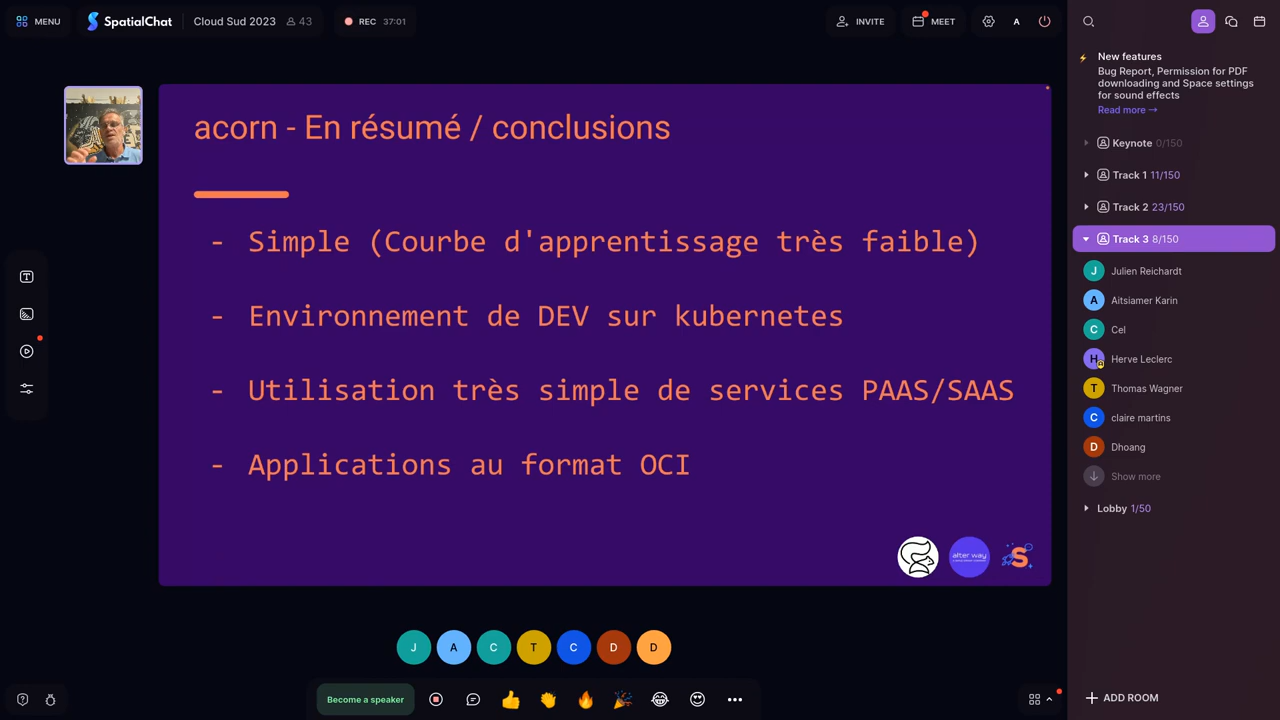 MENU
SpatialChat
Cloud Sud 2023
43
REC 37:01
INVITE
MEET
A
New features
Bug Report, Permission for PDF
downloading and Space settings
for sound effects
Read more →
Keynote 0/150
Track 1 11/150
Track 2 23/150
Track 3 8/150
J Julien Reichardt
A Aitsiamer Karin
C Cel
H Herve Leclerc
T Thomas Wagner
C claire martins
D Dhoang
Show more
Lobby 1/50
ADD ROOM
acorn - En résumé / conclusions
- Simple (Courbe d'apprentissage très faible)
- Environnement de DEV sur kubernetes
- Utilisation très simple de services PAAS/SAAS
- Applications au format OCI
alter way
S
J A C T C D D
Become a speaker